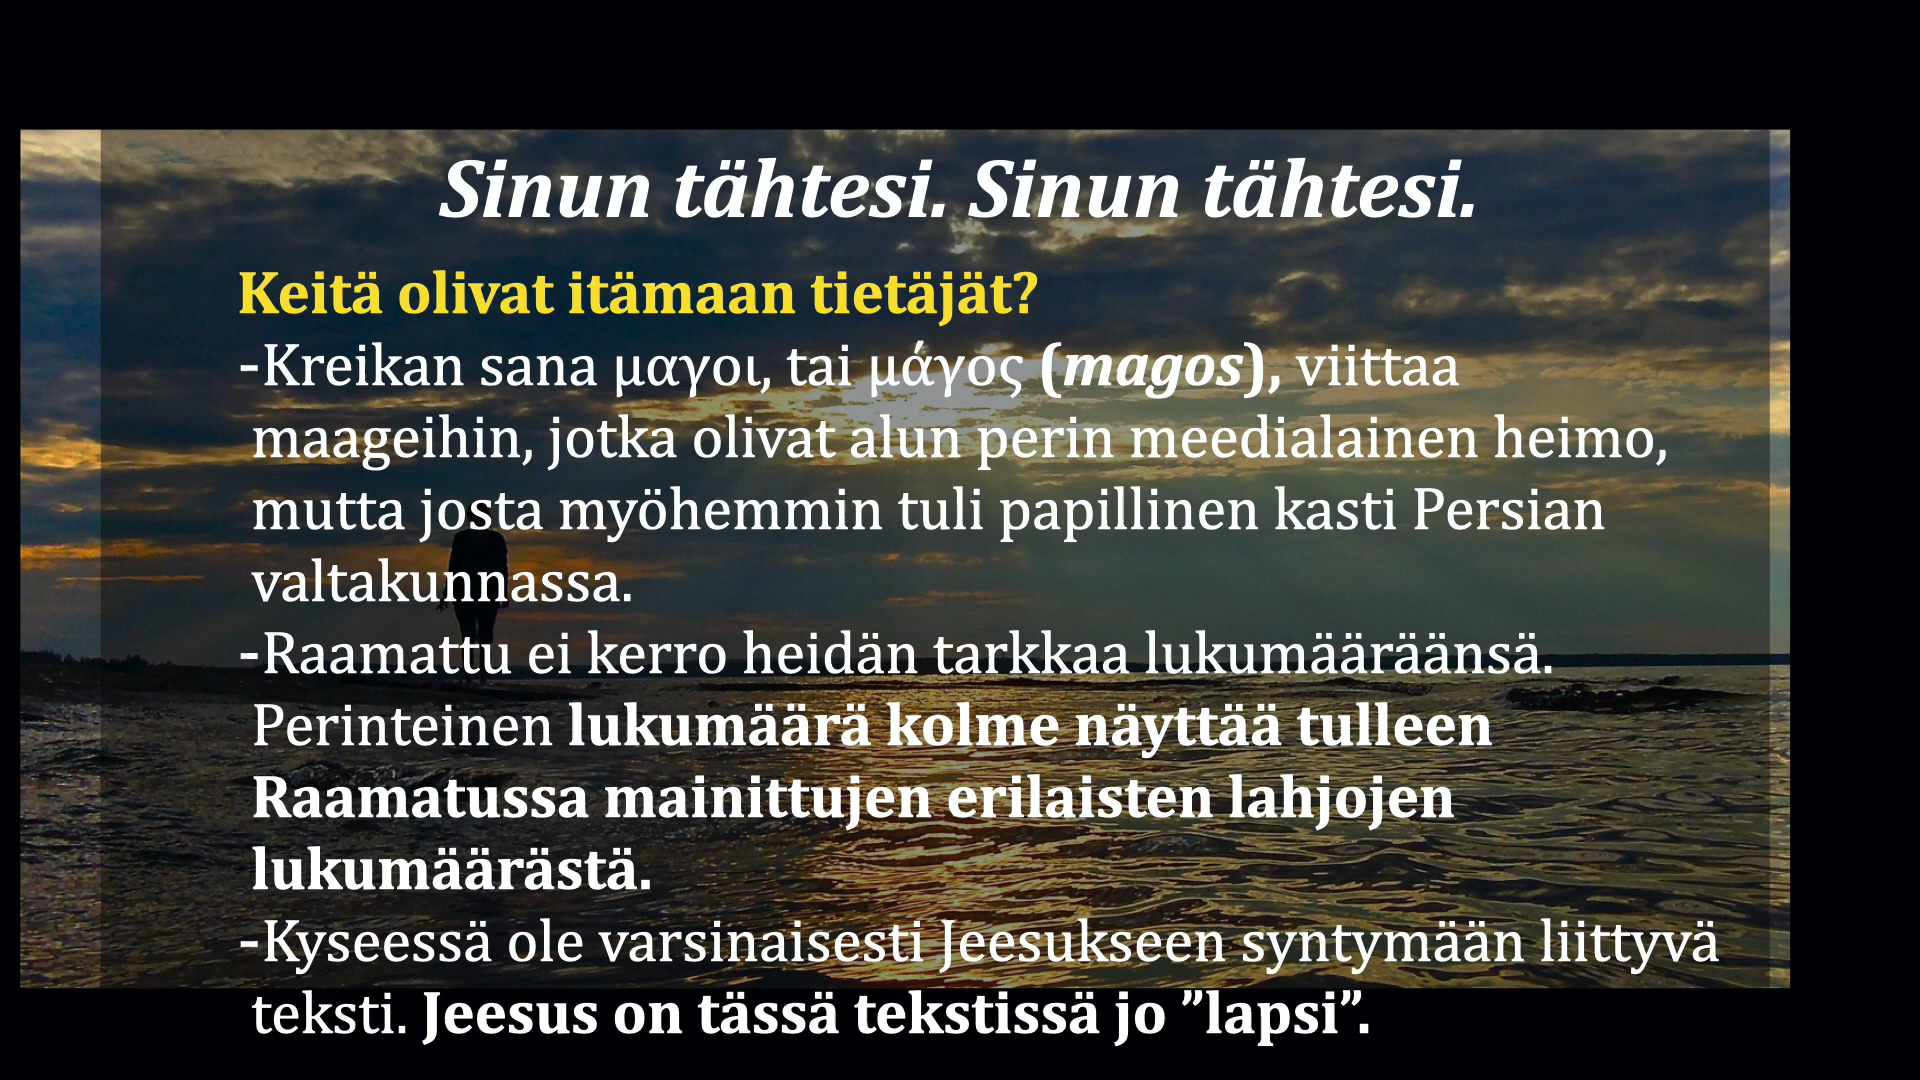 Sinun tähtesi. Sinun tähtesi.
Keitä olivat itämaan tietäjät?
-Kreikan sana μαγοι, tai μάγος (magos), viittaa
maageihin, jotka olivat alun perin meedialainen heimo,
mutta josta myöhemmin tuli papillinen kasti Persian
valtakunnassa.
-Raamattu ei kerro heidän tarkkaa lukumääräänsä.
Perinteinen lukumäärä kolme näyttää tulleen
Raamatussa mainittujen erilaisten lahjojen
lukumäärästä.
-Kyseessä ole varsinaisesti Jeesukseen syntymään liittyvä
teksti. Jeesus on tässä tekstissä jo ”lapsi”.